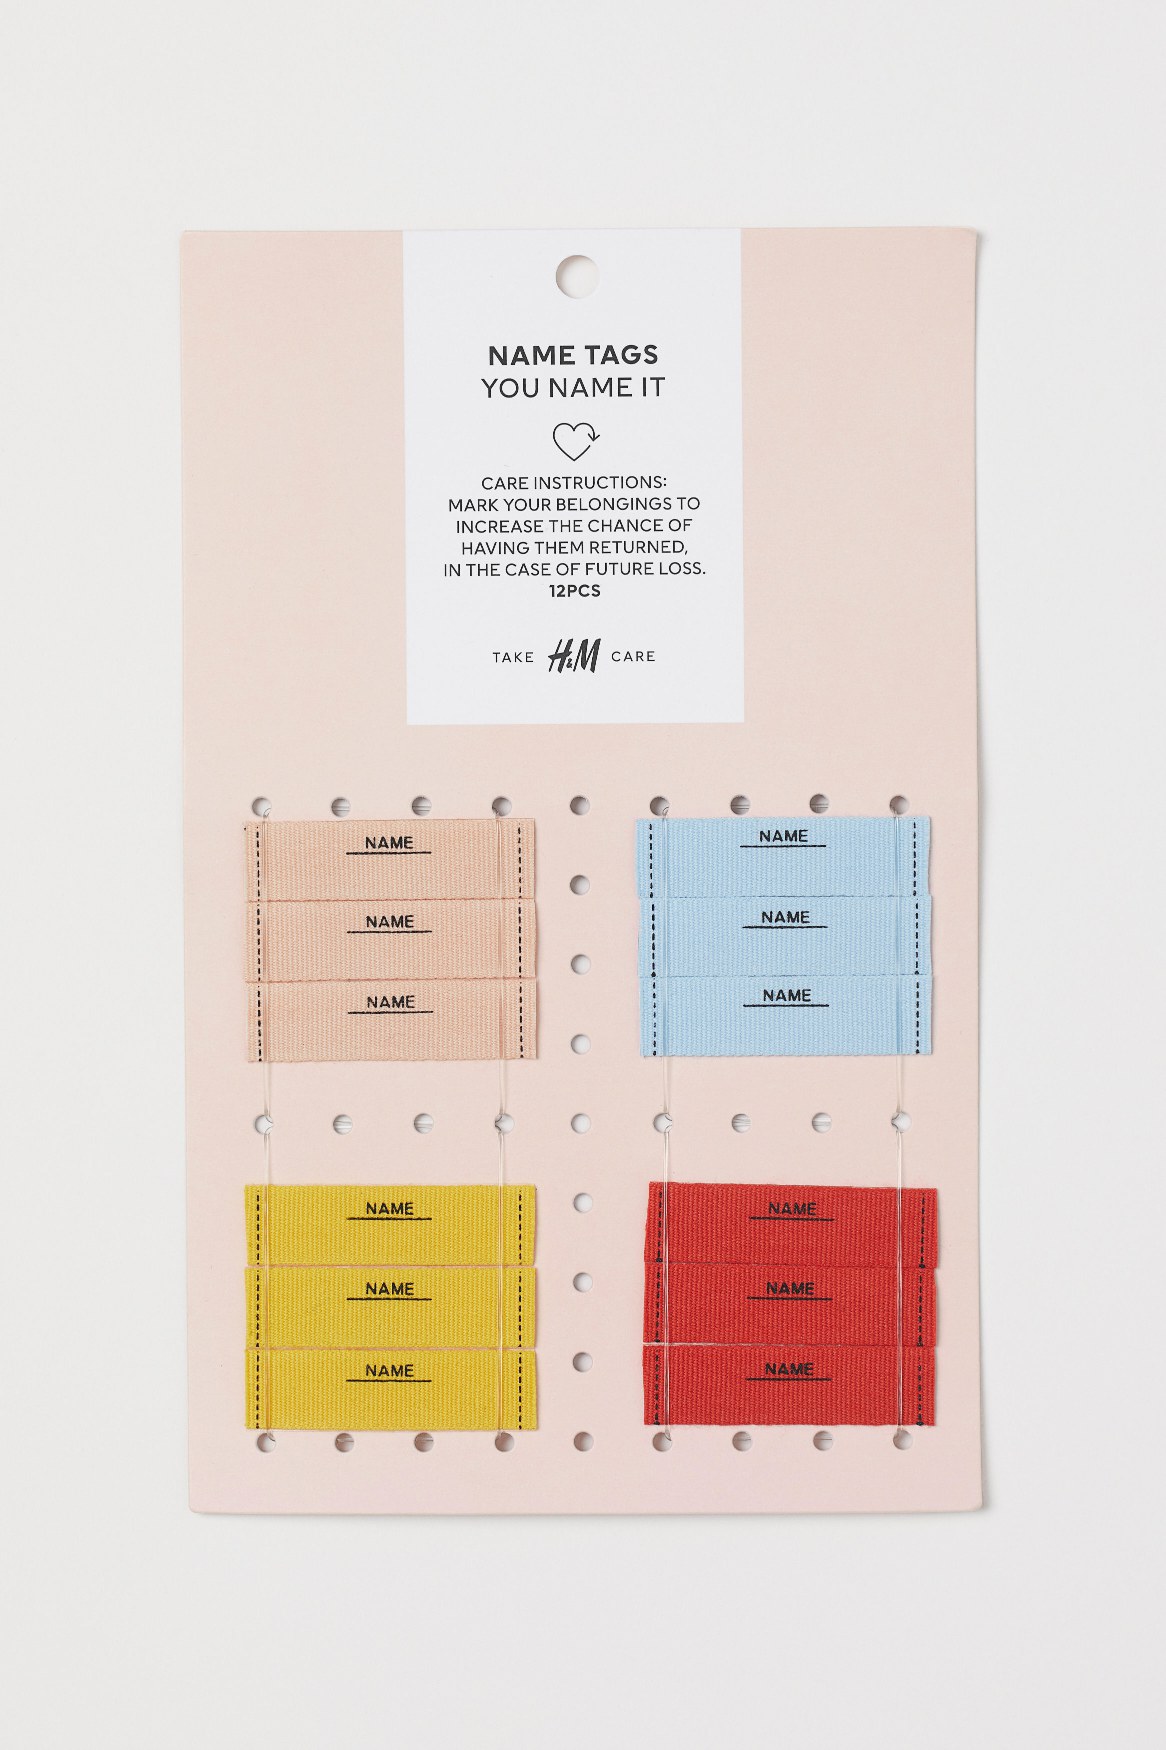 NAME TAGS
YOU NAME IT
CARE INSTRUCTIONS:
MARK YOUR BELONGINGS TO
INCREASE THE CHANCE OF
HAVING THEM RETURNED,
IN THE CASE OF FUTURE LOSS.
12PCS
TAKE H&M CARE
NAME
NAME
NAME
NAME
NAME
NAME
NAME
NAME
NAME
NAME
NAME
NAME